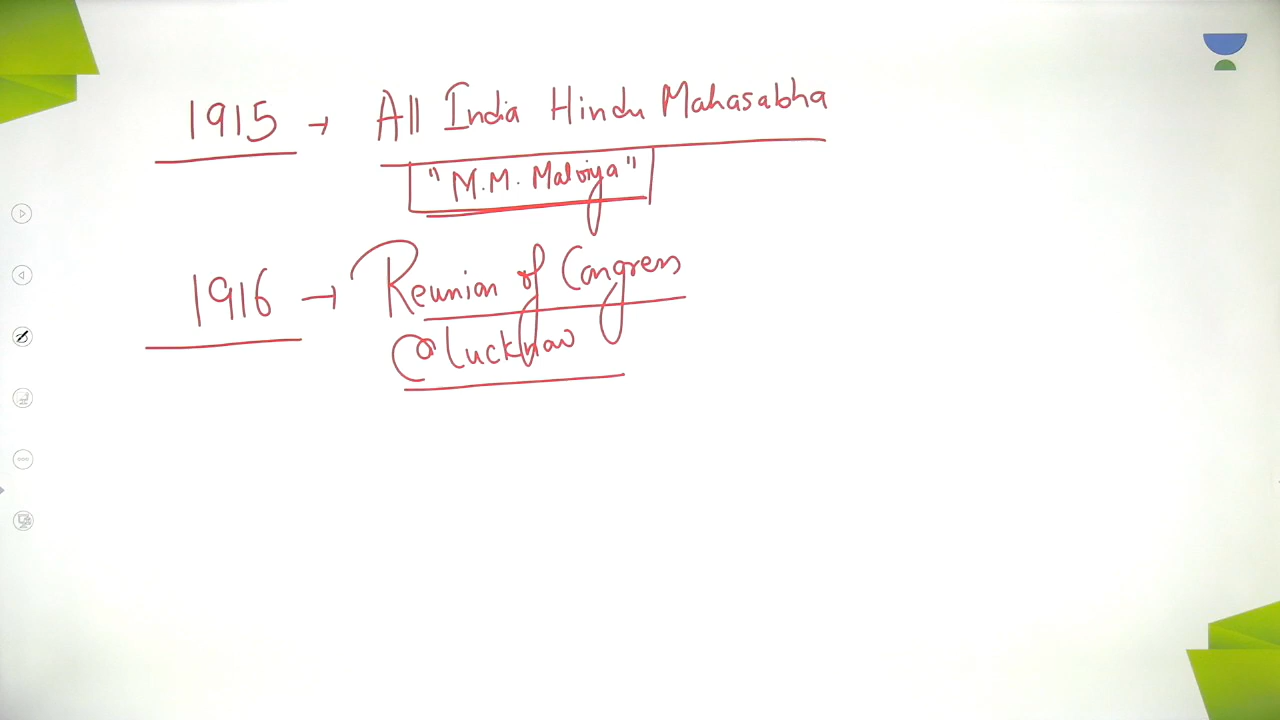 1915 → All India Hindu Mahasabha
"M.M. Malviya"
1916 → Reunion of Congress
@Lucknow